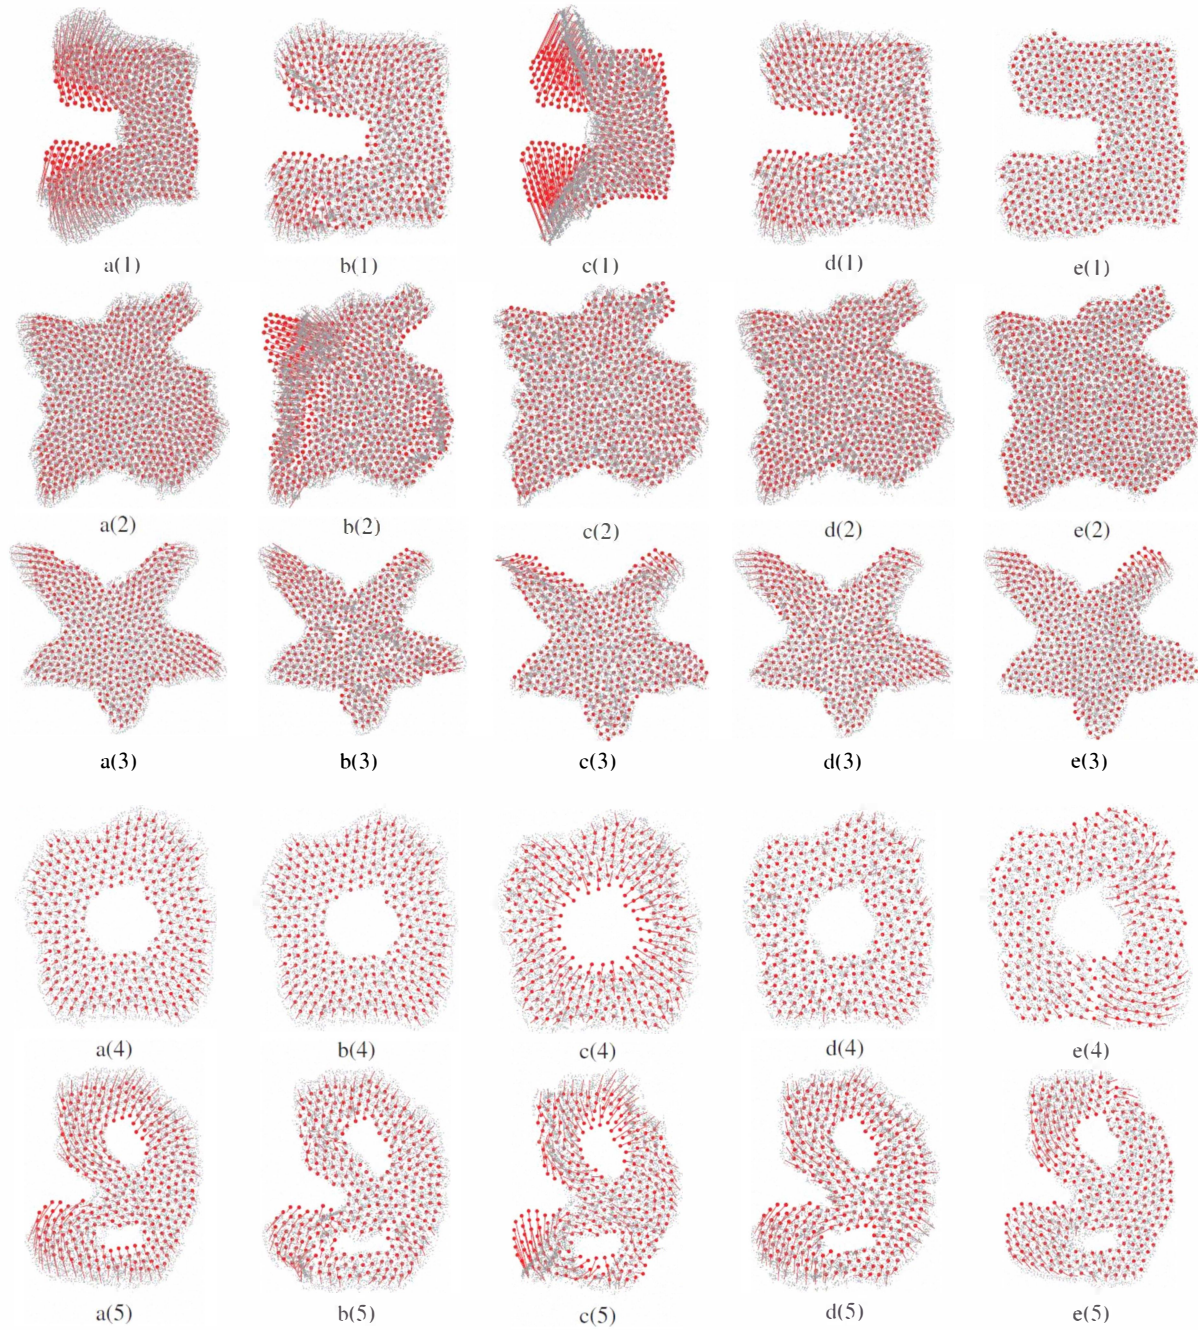 a(1) b(1) c(1) d(1) e(1)
a(2) b(2) c(2) d(2) e(2)
a(3) b(3) c(3) d(3) e(3)
a(4) b(4) c(4) d(4) e(4)
a(5) b(5) c(5) d(5) e(5)